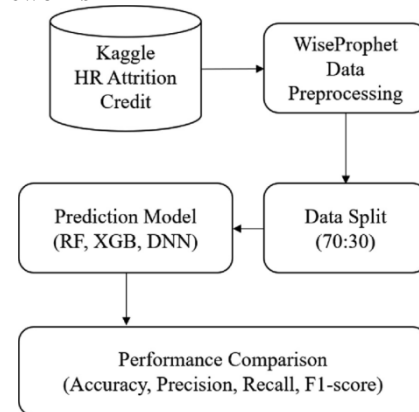 Kaggle
HR Attrition
Credit
WiseProphet
Data
Preprocessing
Prediction Model
(RF, XGB, DNN)
Data Split
(70:30)
Performance Comparison
(Accuracy, Precision, Recall, F1-score)